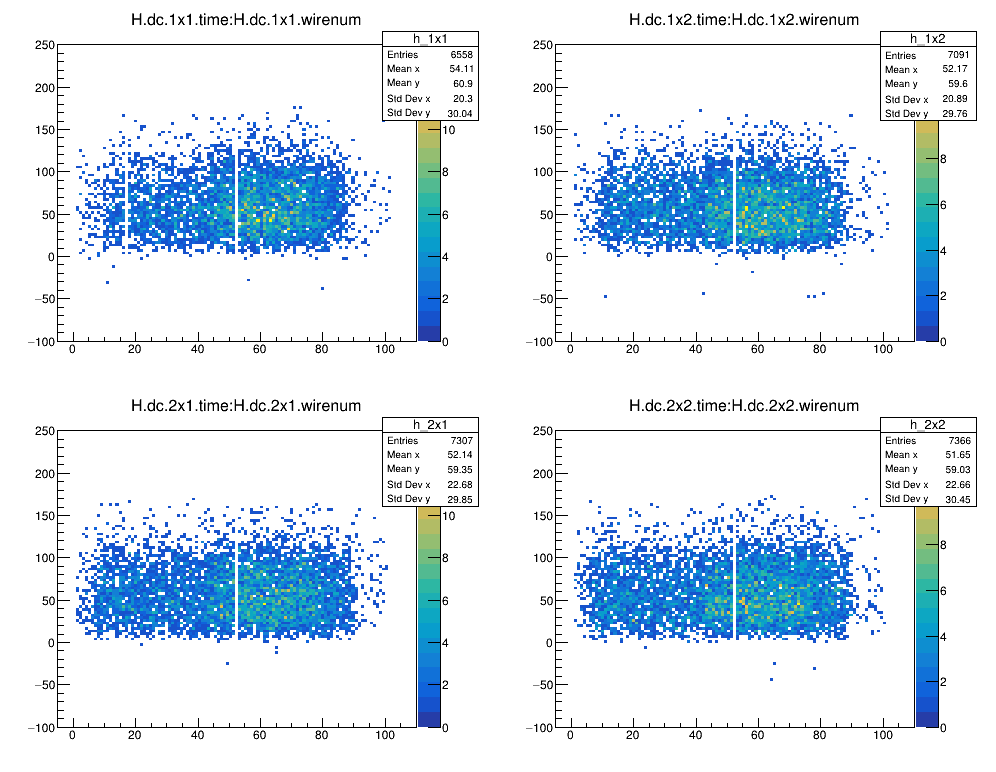 H.dc.1x1.time:H.dc.1x1.wirenum
h_1x1
Entries 6558
Mean x 54.11
Mean y 60.9
Std Dev x 20.3
Std Dev y 30.04
250
200
150
100
50
0
−50
−100
0 20 40 60 80 100
10
8
6
4
2
0
H.dc.1x2.time:H.dc.1x2.wirenum
h_1x2
Entries 7091
Mean x 52.17
Mean y 59.6
Std Dev x 20.89
Std Dev y 29.76
250
200
150
100
50
0
−50
−100
0 20 40 60 80 100
8
6
4
2
0
H.dc.2x1.time:H.dc.2x1.wirenum
h_2x1
Entries 7307
Mean x 52.14
Mean y 59.35
Std Dev x 22.68
Std Dev y 29.85
250
200
150
100
50
0
−50
−100
0 20 40 60 80 100
10
8
6
4
2
0
H.dc.2x2.time:H.dc.2x2.wirenum
h_2x2
Entries 7366
Mean x 51.65
Mean y 59.03
Std Dev x 22.66
Std Dev y 30.45
250
200
150
100
50
0
−50
−100
0 20 40 60 80 100
8
6
4
2
0